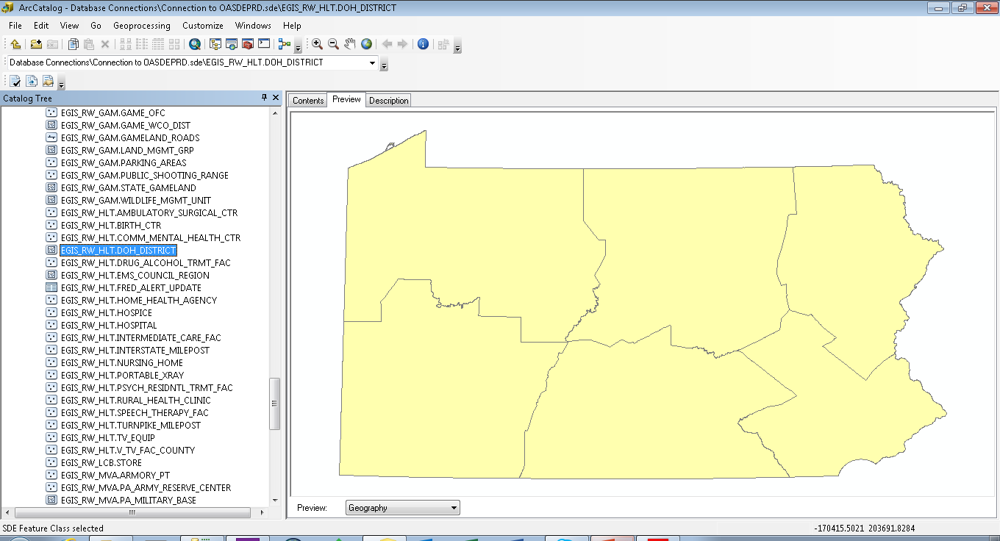 ArcCatalog - Database Connections\Connection to OASDEPRD.sde\EGIS_RW_HLT.DOH_DISTRICT
File Edit View Go Geoprocessing Customize Windows Help
Database Connections\Connection to OASDEPRD.sde\EGIS_RW_HLT.DOH_DISTRICT
Catalog Tree
Contents Preview Description
EGIS_RW_GAM.GAME_OFC
EGIS_RW_GAM.GAME_WCO_DIST
EGIS_RW_GAM.GAMELAND_ROADS
EGIS_RW_GAM.LAND_MGMT_GRP
EGIS_RW_GAM.PARKING_AREAS
EGIS_RW_GAM.PUBLIC_SHOOTING_RANGE
EGIS_RW_GAM.STATE_GAMELAND
EGIS_RW_GAM.WILDLIFE_MGMT_UNIT
EGIS_RW_HLT.AMBULATORY_SURGICAL_CTR
EGIS_RW_HLT.BIRTH_CTR
EGIS_RW_HLT.COMM_MENTAL_HEALTH_CTR
EGIS_RW_HLT.DOH_DISTRICT
EGIS_RW_HLT.DRUG_ALCOHOL_TRMT_FAC
EGIS_RW_HLT.EMS_COUNCIL_REGION
EGIS_RW_HLT.FRED_ALERT_UPDATE
EGIS_RW_HLT.HOME_HEALTH_AGENCY
EGIS_RW_HLT.HOSPICE
EGIS_RW_HLT.HOSPITAL
EGIS_RW_HLT.INTERMEDIATE_CARE_FAC
EGIS_RW_HLT.INTERSTATE_MILEPOST
EGIS_RW_HLT.NURSING_HOME
EGIS_RW_HLT.PORTABLE_XRAY
EGIS_RW_HLT.PSYCH_RESIDNTL_TRMT_FAC
EGIS_RW_HLT.RURAL_HEALTH_CLINIC
EGIS_RW_HLT.SPEECH_THERAPY_FAC
EGIS_RW_HLT.TURNPIKE_MILEPOST
EGIS_RW_HLT.TV_EQUIP
EGIS_RW_HLT.V_TV_FAC_COUNTY
EGIS_RW_LCB.STORE
EGIS_RW_MVA.ARMORY_PT
EGIS_RW_MVA.PA_ARMY_RESERVE_CENTER
EGIS_RW_MVA.PA_MILITARY_BASE
Preview: Geography
SDE Feature Class selected
-170415.5021 203691.8284